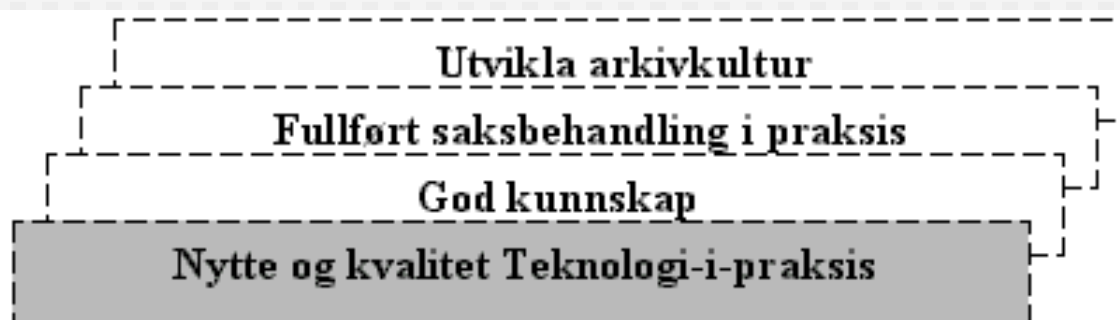 Utvikla arkivkultur
Fullført saksbehandling i praksis
God kunnskap
Nytte og kvalitet Teknologi-i-praksis